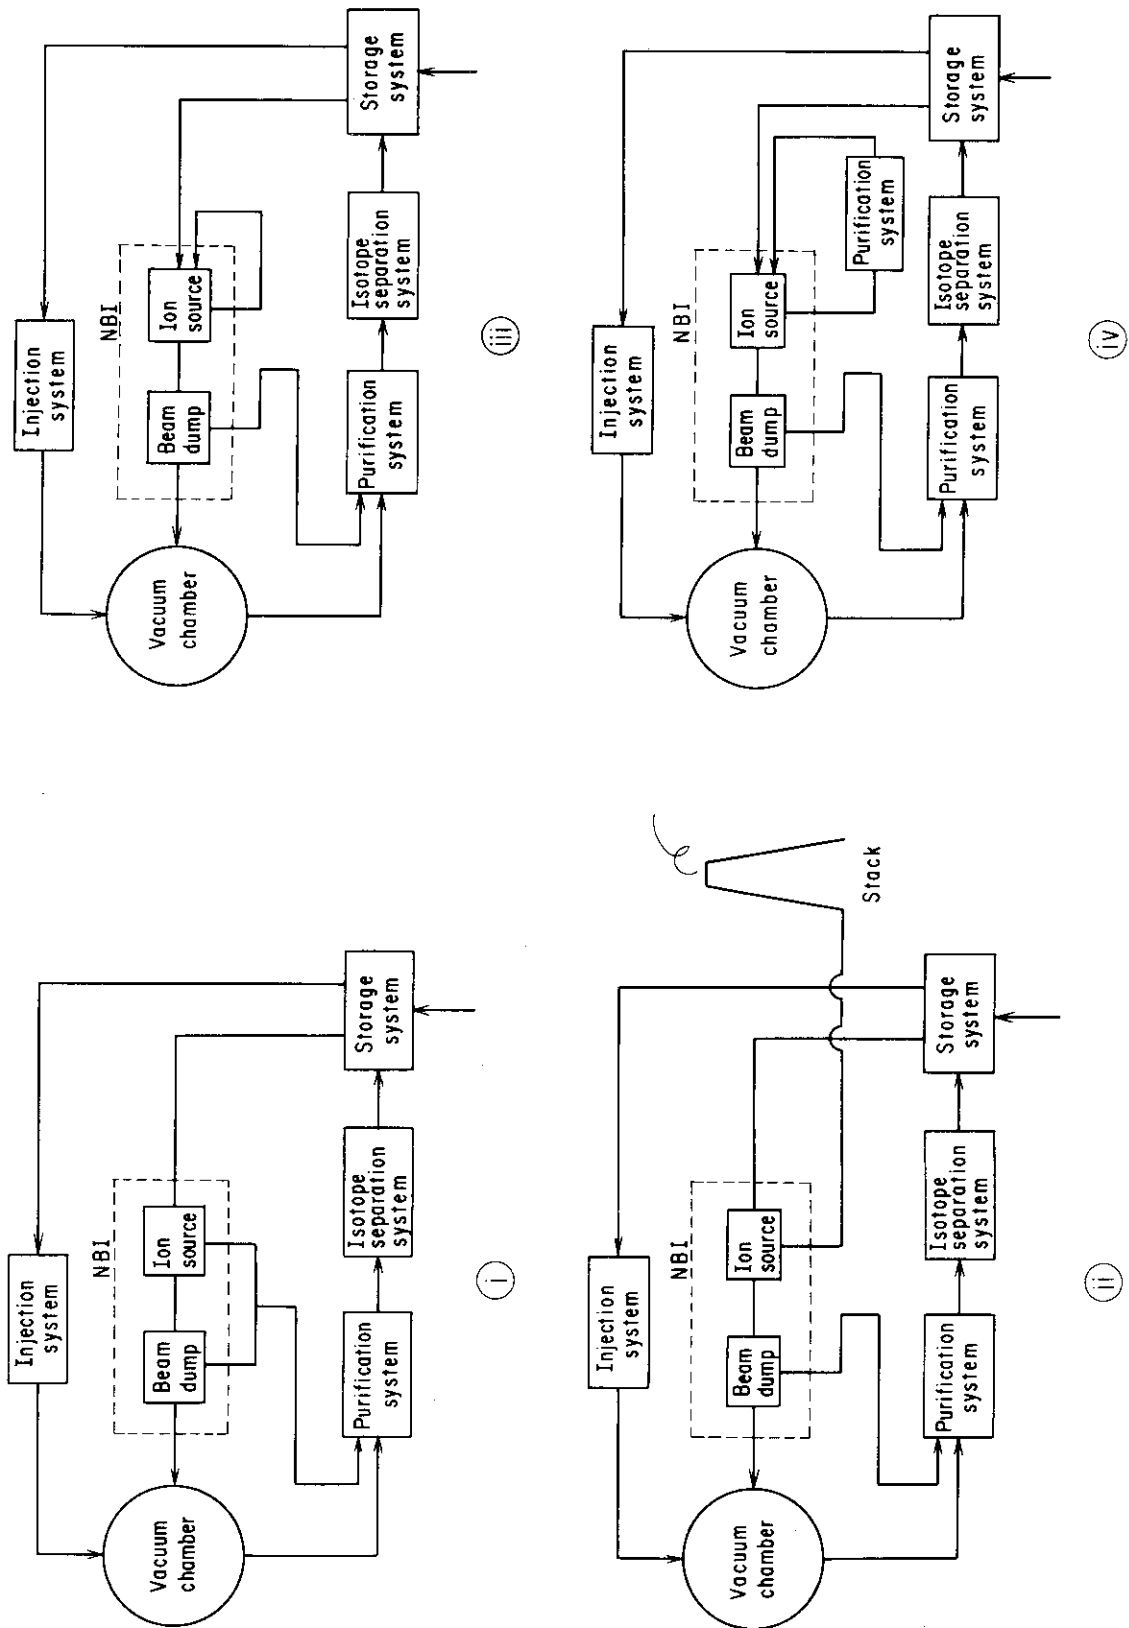 Injection
system
NBI
Beam
dump
Ion
source
Vacuum
chamber
Purification
system
Isotope
separation
system
Storage
system
i
Injection
system
NBI
Beam
dump
Ion
source
Vacuum
chamber
Purification
system
Isotope
separation
system
Storage
system
iii
Injection
system
NBI
Beam
dump
Ion
source
Vacuum
chamber
Purification
system
Isotope
separation
system
Storage
system
Stack
ii
Injection
system
NBI
Beam
dump
Ion
source
Purification
system
Vacuum
chamber
Purification
system
Isotope
separation
system
Storage
system
iv